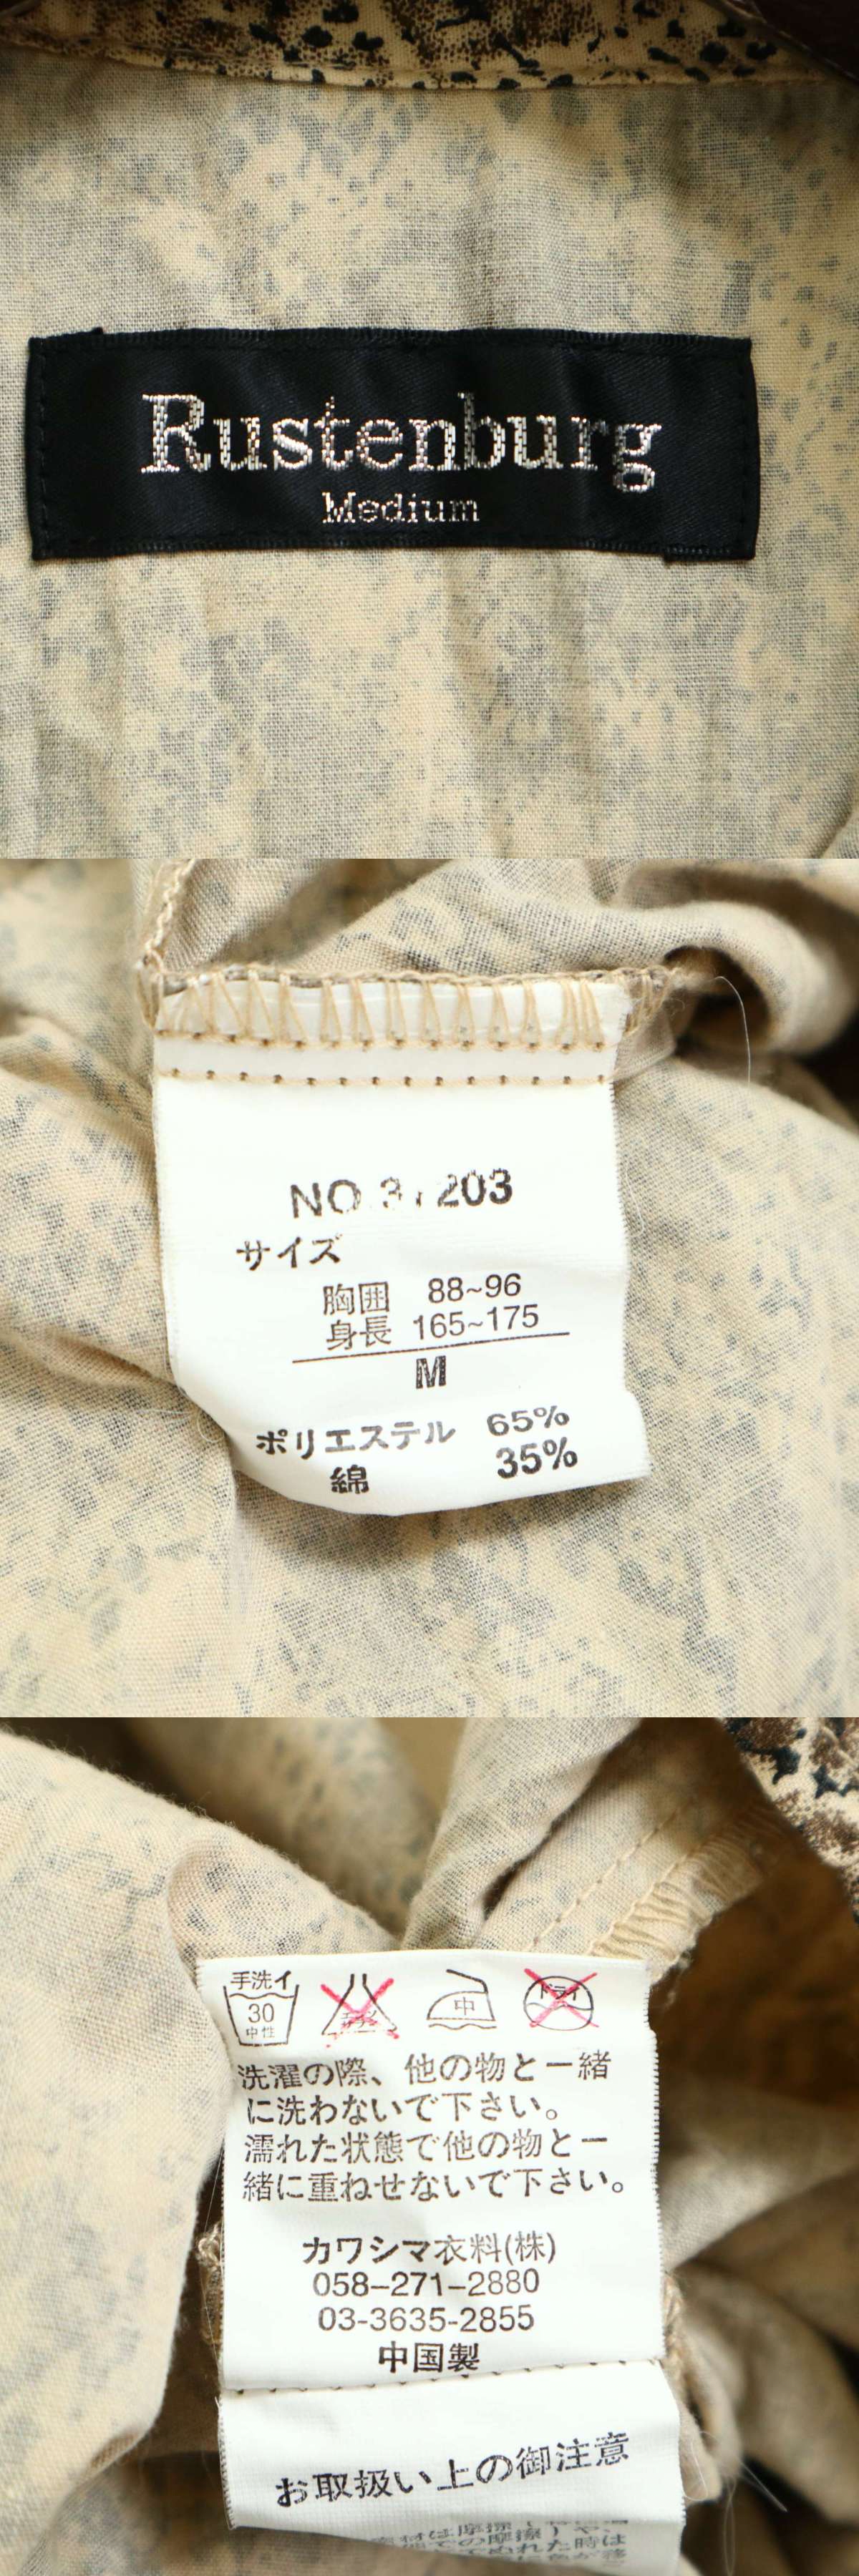 Rustenburg
Medium
NO.3 203
サイズ
胸囲 88~96
身長 165~175
M
ポリエステル 65%
綿 35%
手洗イ
30
中性
中
ドライ
洗濯の際、他の物と一緒
に洗わないで下さい。
濡れた状態で他の物と一
緒に重ねせないで下さい。
カワシマ衣料(株)
058-271-2880
03-3635-2855
中国製
お取扱い上の御注意